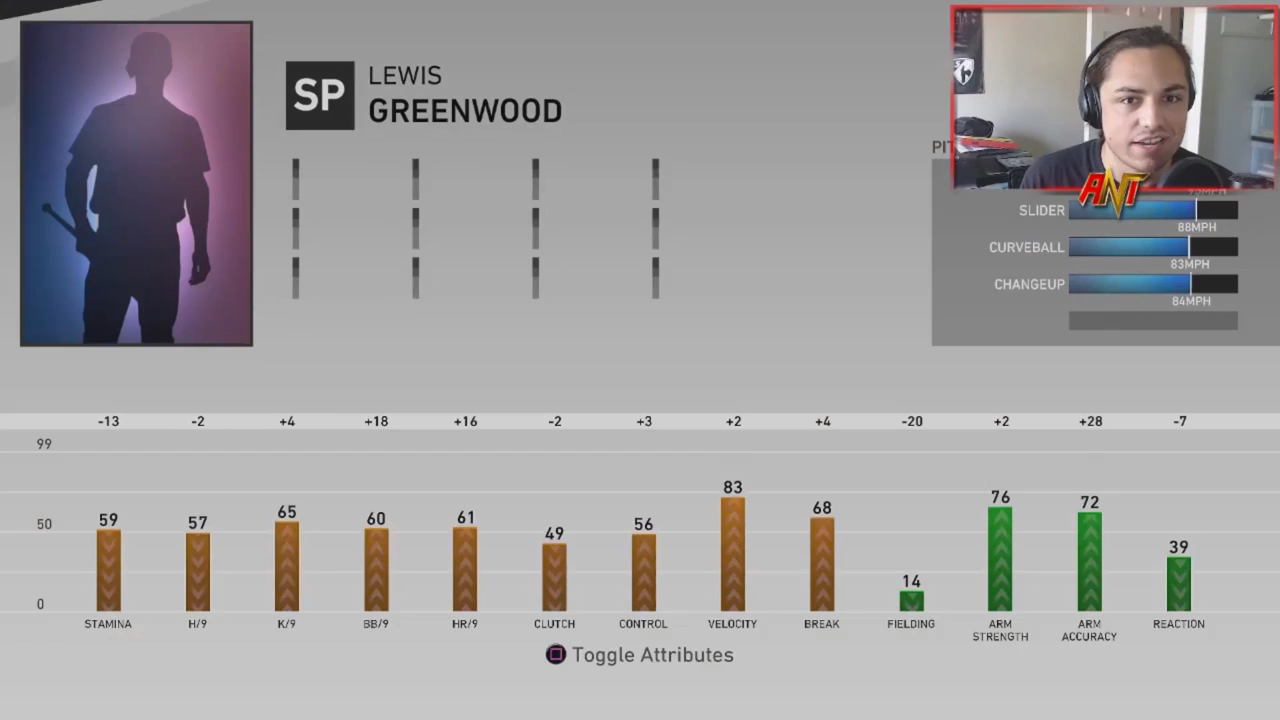 SP
LEWIS
GREENWOOD
PIT
ANT
SLIDER
88MPH
CURVEBALL
83MPH
CHANGEUP
84MPH
-13 -2 +4 +18 +16 -2 +3 +2 +4 -20 +2 +28 -7
99
50
0
59 57 65 60 61 49 56 83 68 14 76 72 39
STAMINA H/9 K/9 BB/9 HR/9 CLUTCH CONTROL VELOCITY BREAK FIELDING ARM STRENGTH ARM ACCURACY REACTION
Toggle Attributes